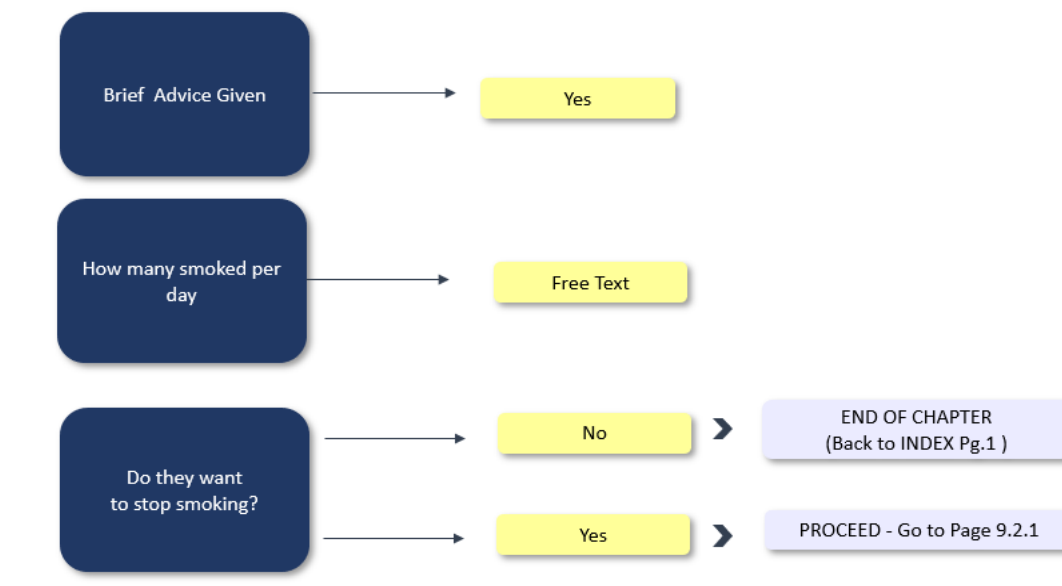 Brief  Advice Given
Yes
How many smoked per
day
Free Text
Do they want
to stop smoking?
No
END OF CHAPTER
(Back to INDEX Pg.1 )
Yes
PROCEED - Go to Page 9.2.1